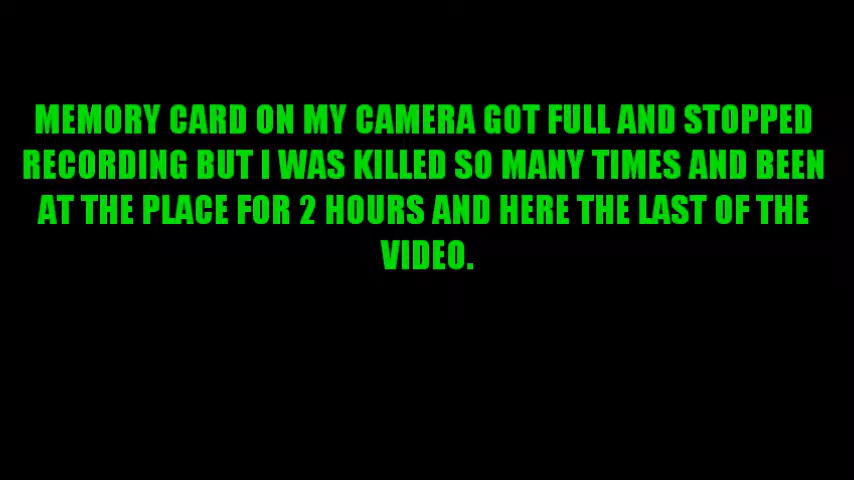 MEMORY CARD ON MY CAMERA GOT FULL AND STOPPED
RECORDING BUT I WAS KILLED SO MANY TIMES AND BEEN
AT THE PLACE FOR 2 HOURS AND HERE THE LAST OF THE
VIDEO.